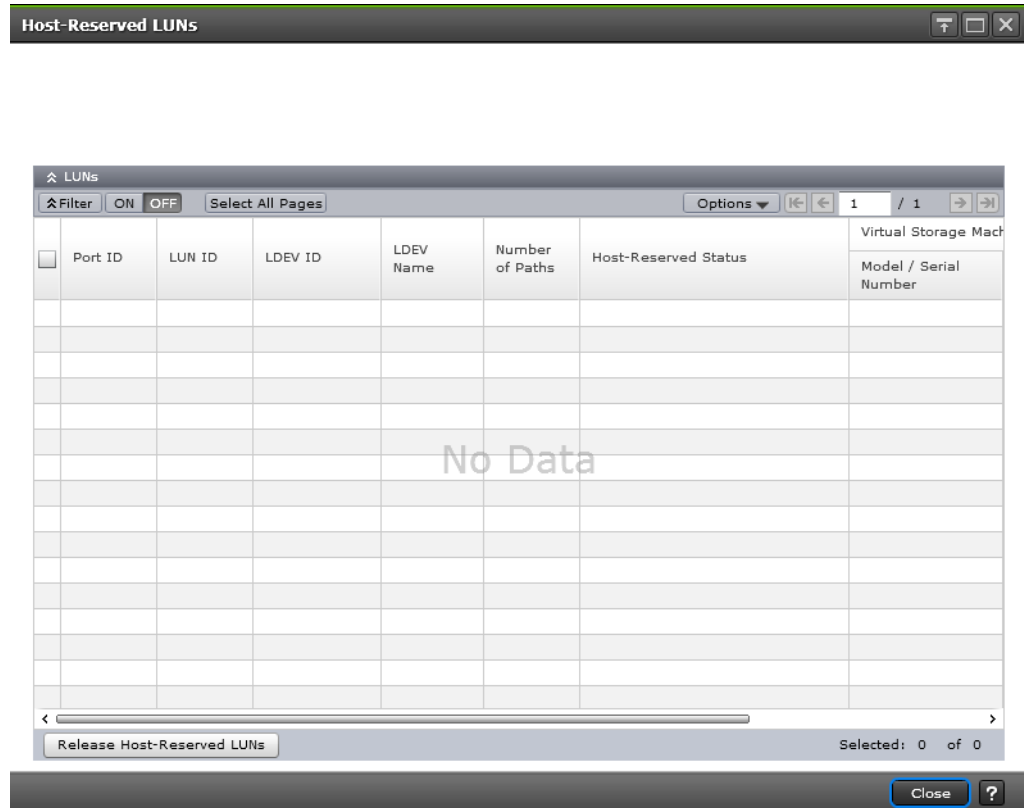 Host-Reserved LUNs
LUNs
Filter ON OFF Select All Pages Options 1 / 1
Port ID LUN ID LDEV ID LDEV Name Number of Paths Host-Reserved Status Virtual Storage Mach
Model / Serial Number
No Data
Release Host-Reserved LUNs Selected: 0 of 0
Close ?